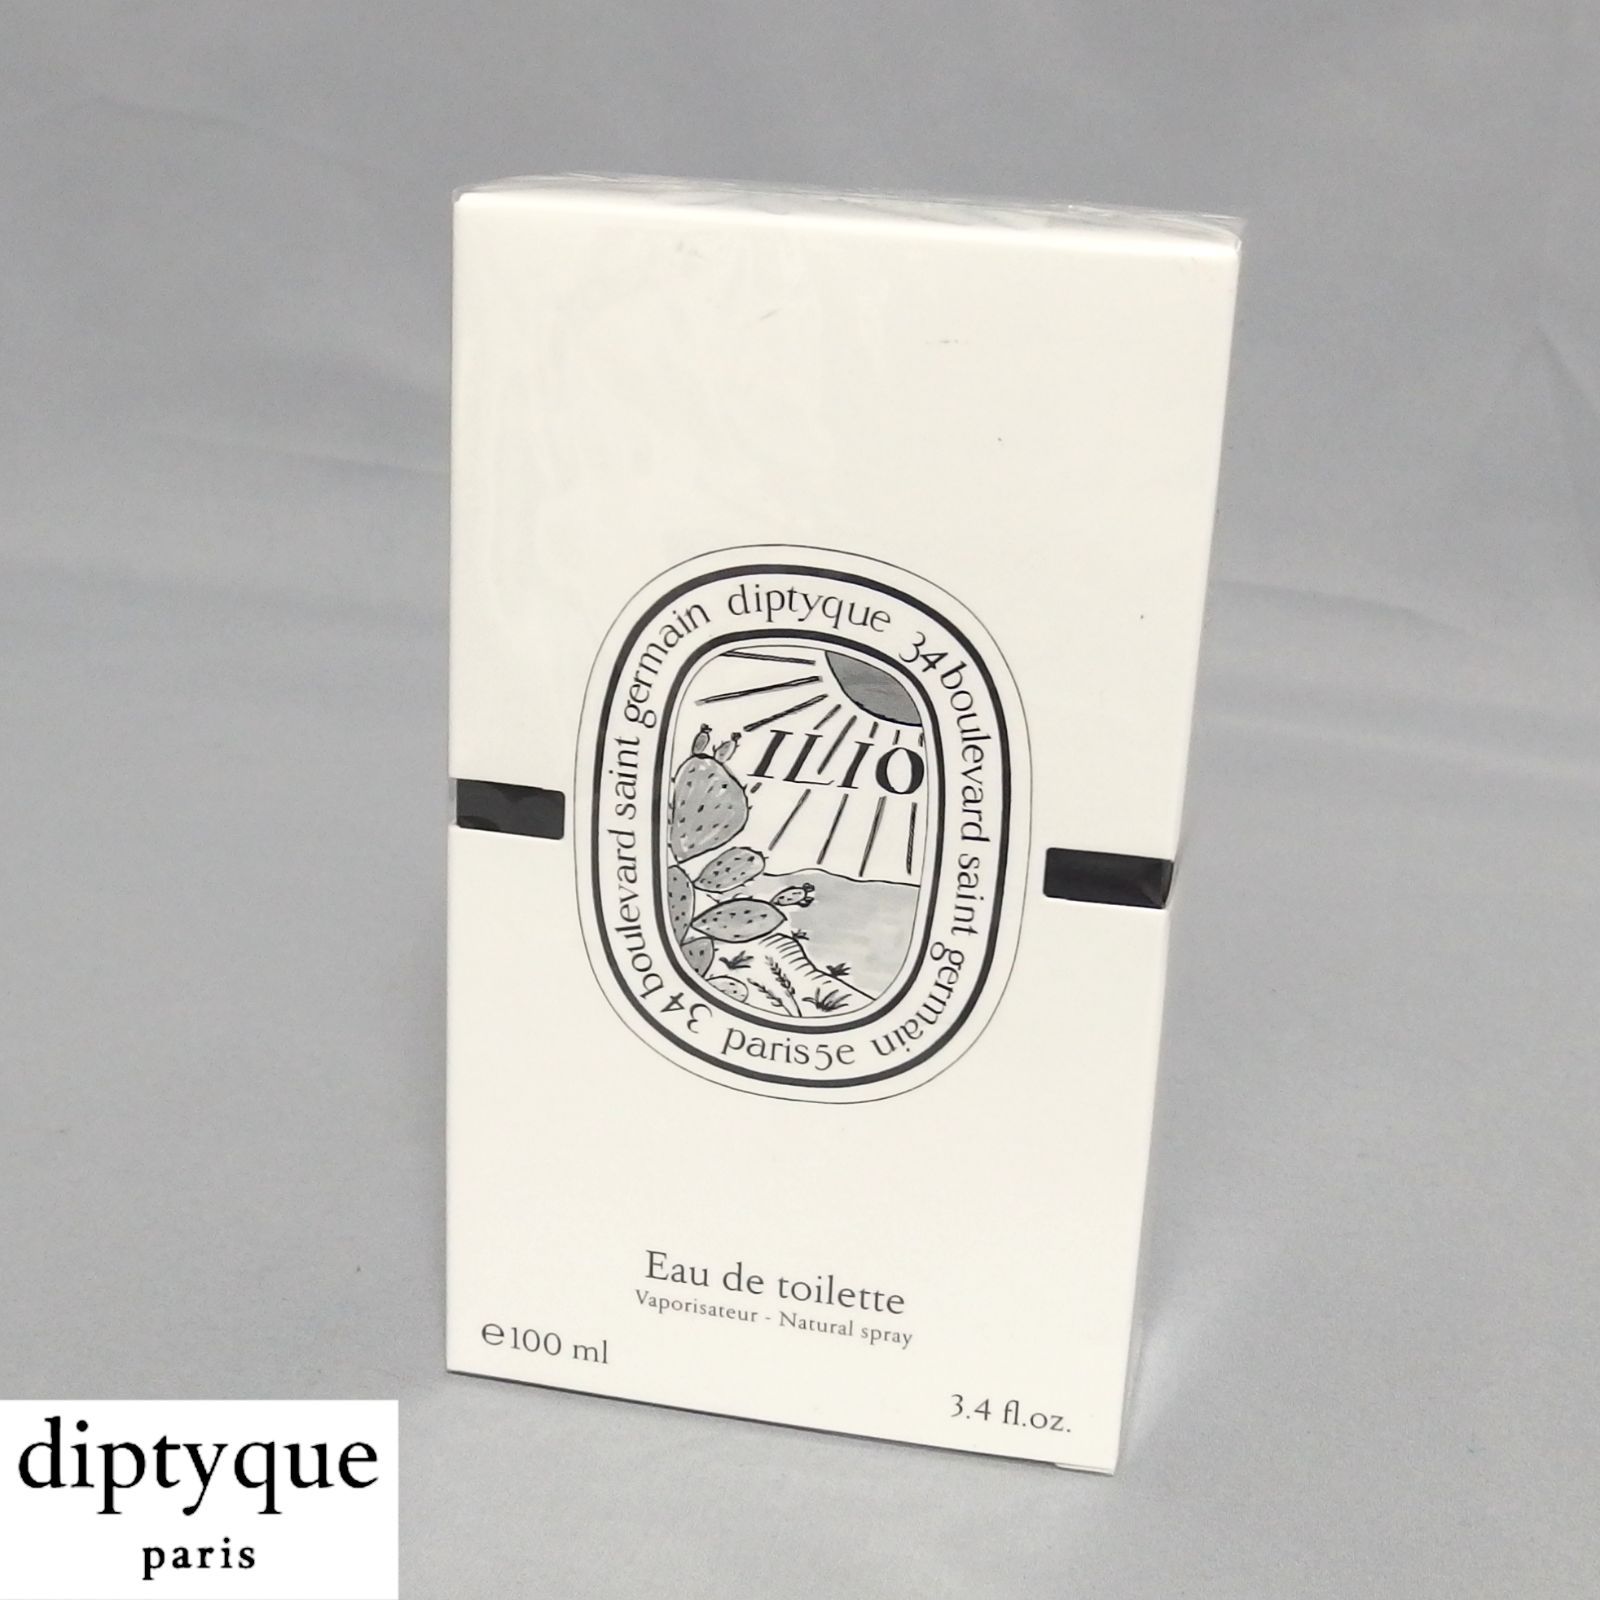 diptyque 34 boulevard saint germain paris5e 34 boulevard saint germain
ILIO
Eau de toilette
Vaporisateur - Natural spray
℮100 ml
3.4 fl.oz.
diptyque
paris